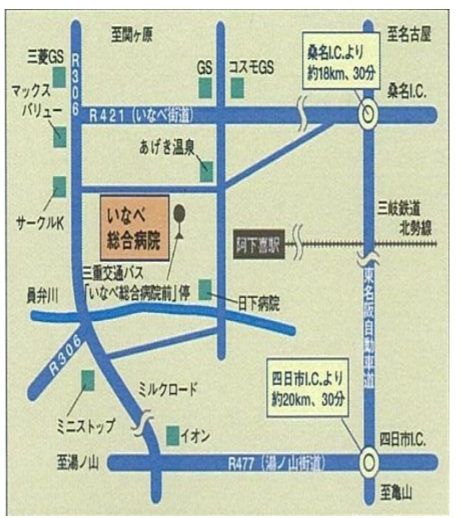 至関ヶ原
至名古屋
三菱GS
R306
GS
コスモGS
桑名I.C.より
約18km、30分
桑名I.C.
マックス
バリュー
R421（いなべ街道）
あげき温泉
サークルK
いなべ
総合病院
三岐鉄道
北勢線
阿下喜駅
三重交通バス
「いなべ総合病院前」停
日下病院
員弁川
東名阪自動車道
R306
ミルクロード
四日市I.C.より
約20km、30分
ミニストップ
イオン
四日市I.C.
至湯ノ山
R477（湯ノ山街道）
至亀山